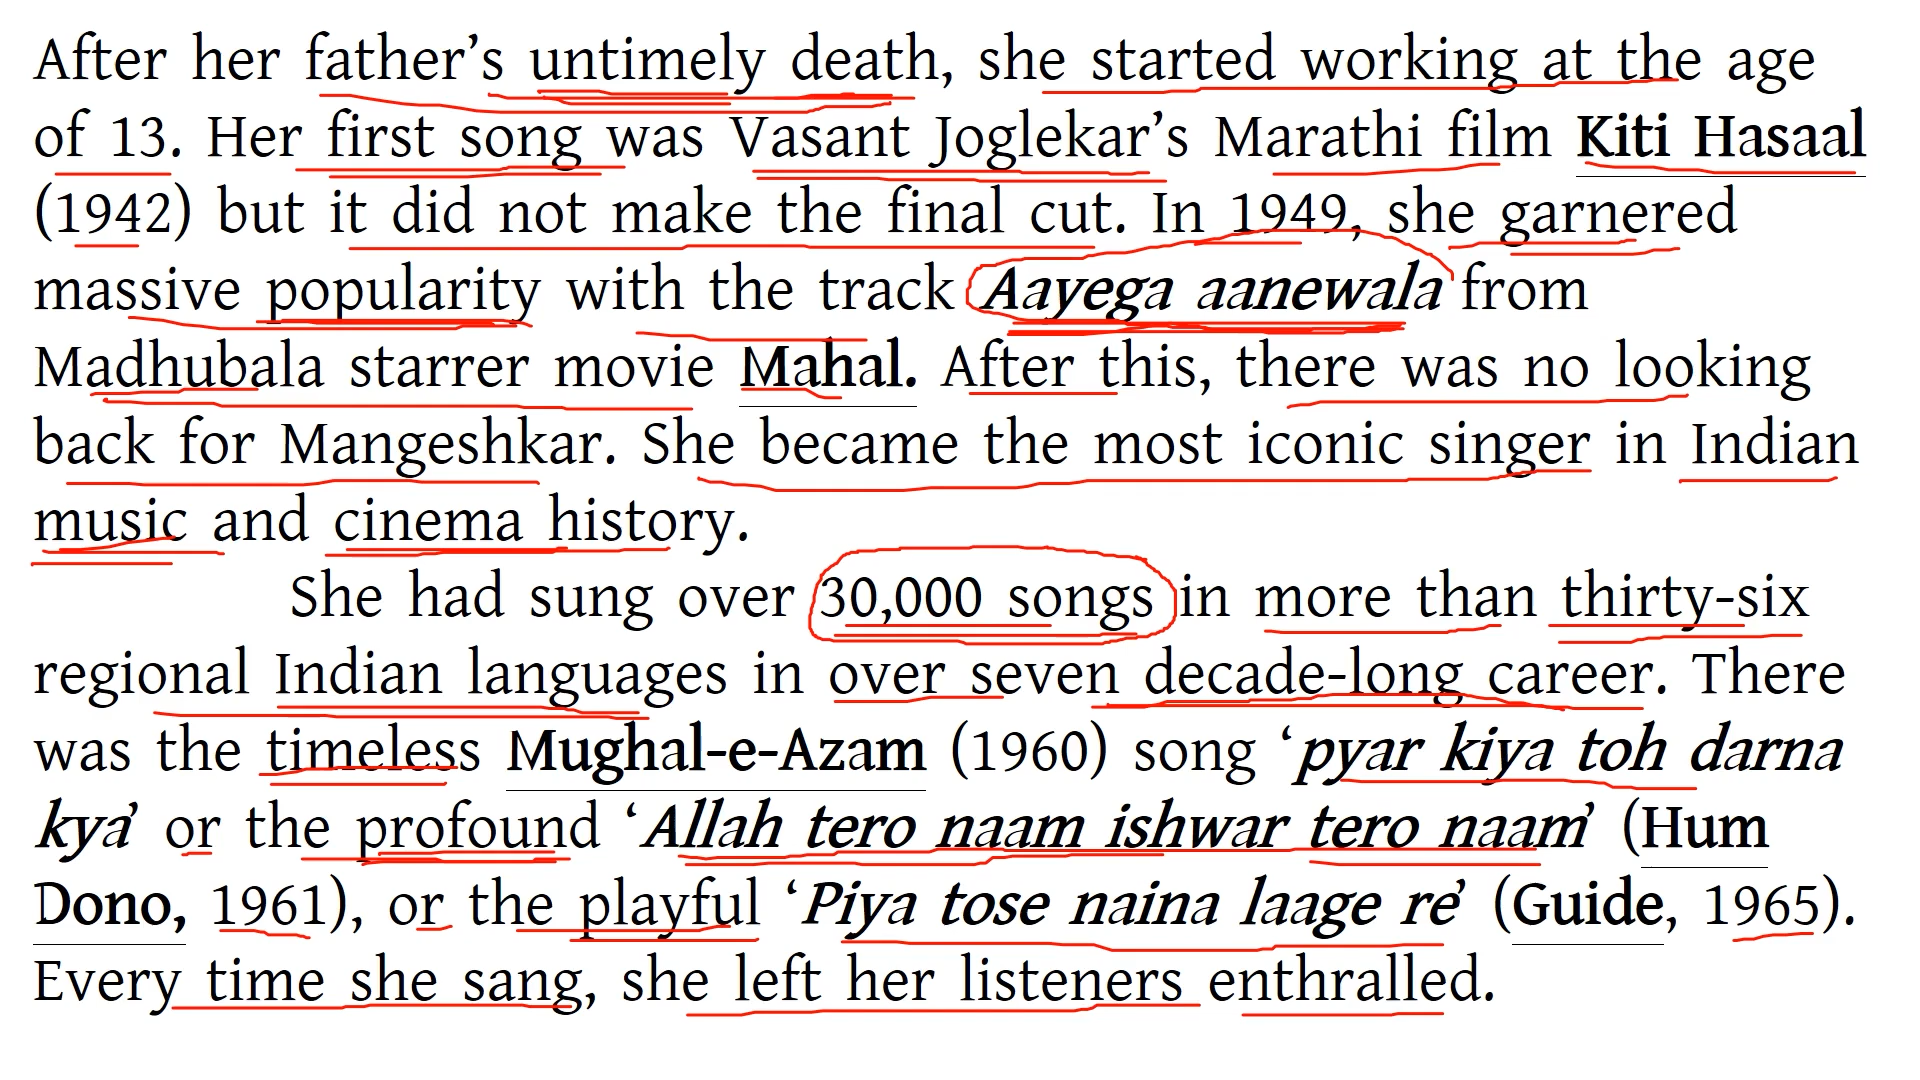 After her father’s untimely death, she started working at the age
of 13. Her first song was Vasant Joglekar’s Marathi film Kiti Hasaal
(1942) but it did not make the final cut. In 1949, she garnered
massive popularity with the track Aayega aanewala from
Madhubala starrer movie Mahal. After this, there was no looking
back for Mangeshkar. She became the most iconic singer in Indian
music and cinema history.
She had sung over 30,000 songs in more than thirty-six
regional Indian languages in over seven decade-long career. There
was the timeless Mughal-e-Azam (1960) song ‘pyar kiya toh darna
kya’ or the profound ‘Allah tero naam ishwar tero naam’ (Hum
Dono, 1961), or the playful ‘Piya tose naina laage re’ (Guide, 1965).
Every time she sang, she left her listeners enthralled.